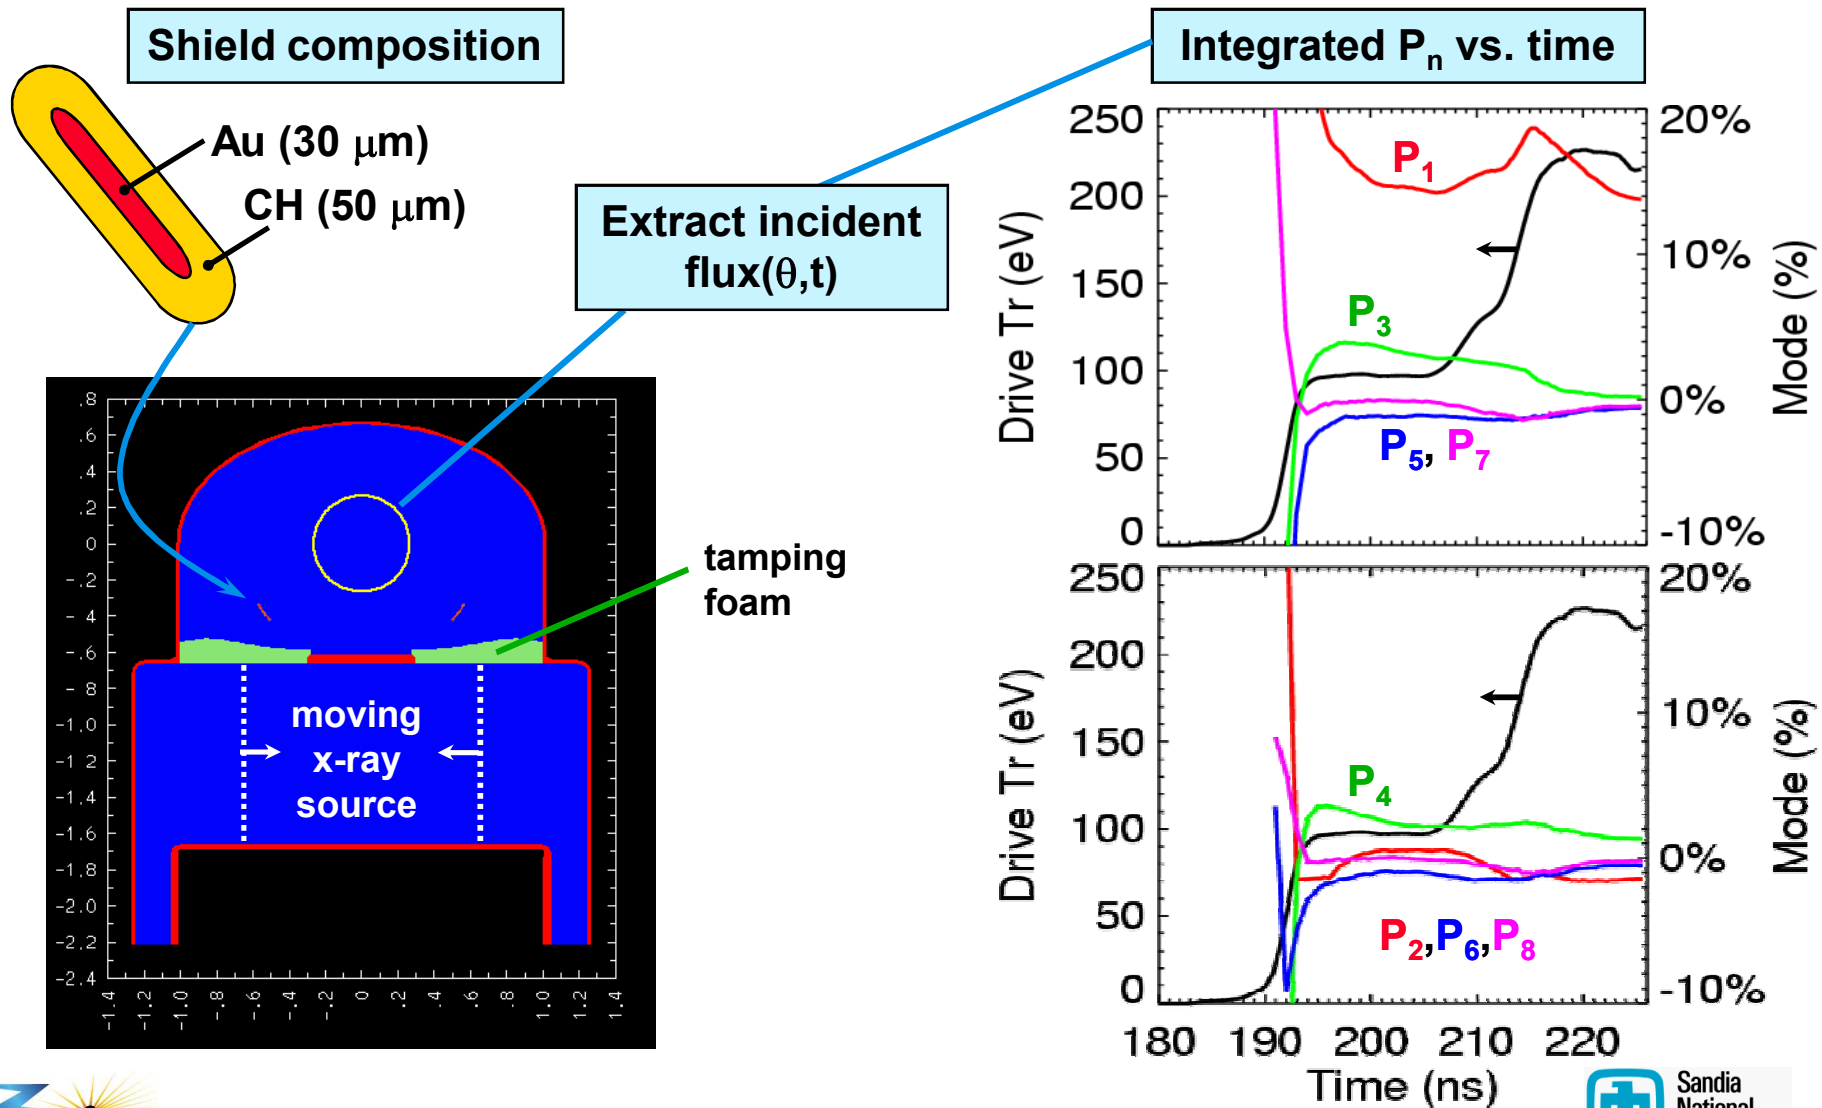 Shield composition
Au (30 μm)
CH (50 μm)
Extract incident
flux(θ,t)
Integrated Pn vs. time
tamping
foam
moving
x-ray
source
.8
.6
.4
.2
0
-.2
-.4
-.6
- 8
-1.0
-1.2
-1.4
-1.6
-1.8
-2.0
-2.2
-2.4
-1.4 -1.2 -1.0 -.8 -.6 -.4 -.2 0 .2 .4 .6 .8 1.0 1.2 1.4
250
200
150
100
50
0
Drive Tr (eV)
20%
10%
0%
-10%
Mode (%)
P1
P3
P5, P7
250
200
150
100
50
0
Drive Tr (eV)
20%
10%
0%
-10%
Mode (%)
P4
P2,P6,P8
180 190 200 210 220
Time (ns)
Sandia
National